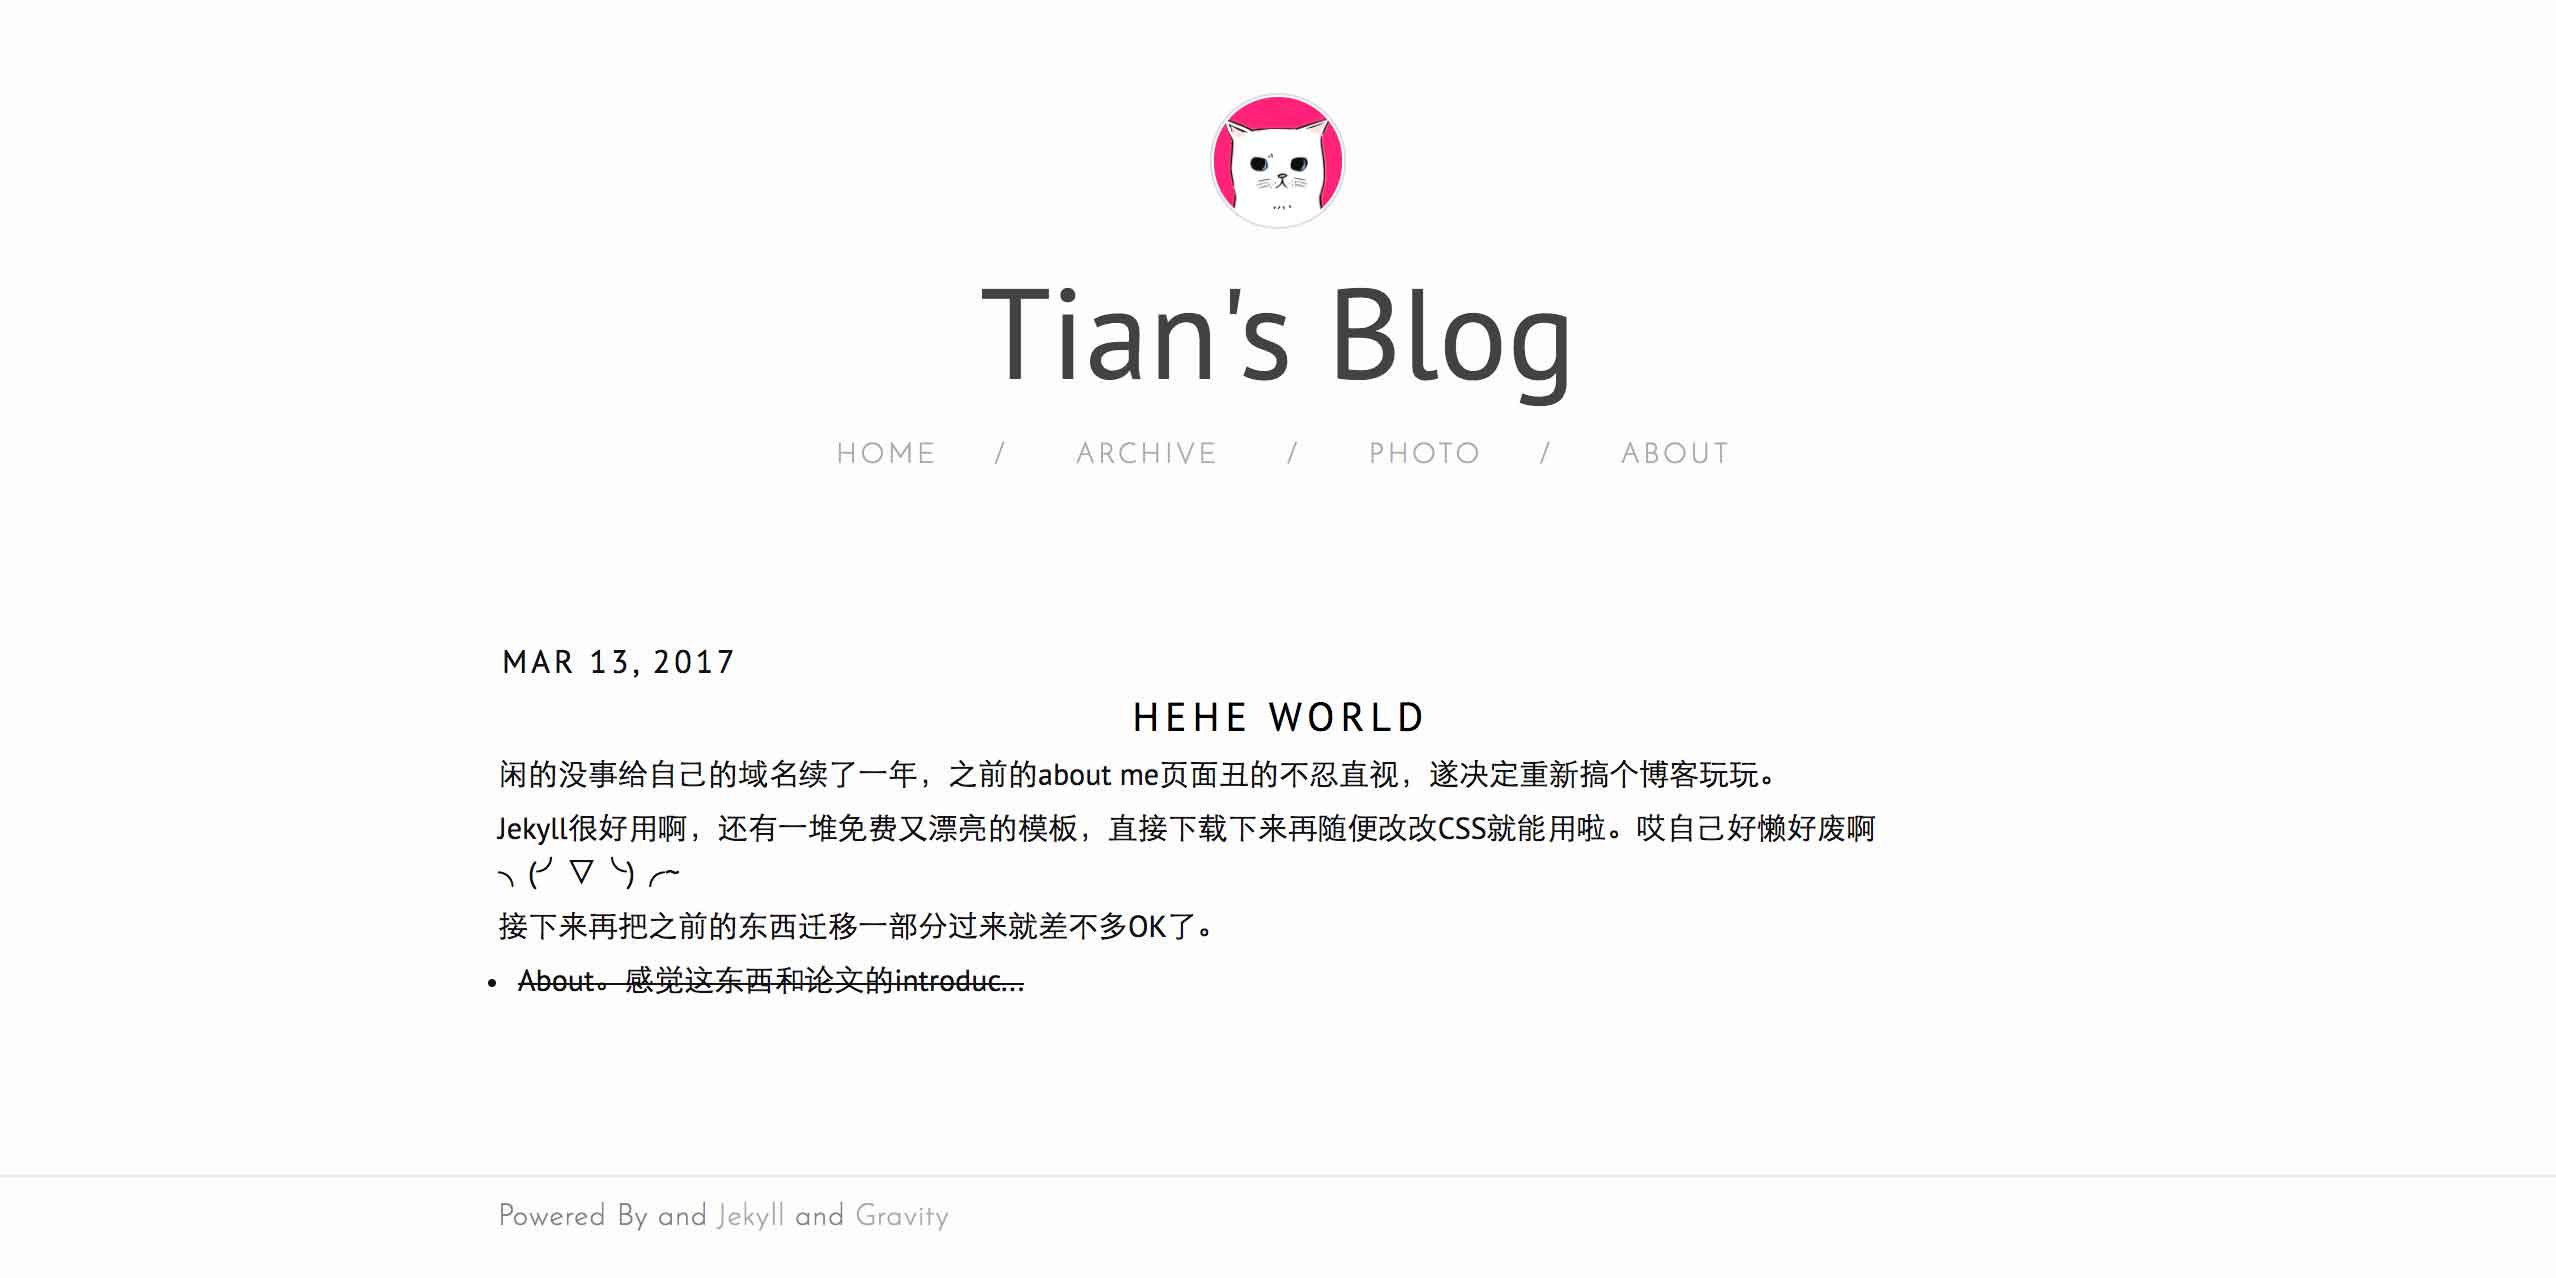 Tian's Blog
HOME / ARCHIVE / PHOTO / ABOUT
MAR 13, 2017
HEHE WORLD
闲的没事给自己的域名续了一年，之前的about me页面丑的不忍直视，遂决定重新搞个博客玩玩。
Jekyll很好用啊，还有一堆免费又漂亮的模板，直接下载下来再随便改改CSS就能用啦。哎自己好懒好废啊
╮(╯▽╰)╭~
接下来再把之前的东西迁移一部分过来就差不多OK了。
• About。感觉这东西和论文的introduc...
Powered By and Jekyll and Gravity